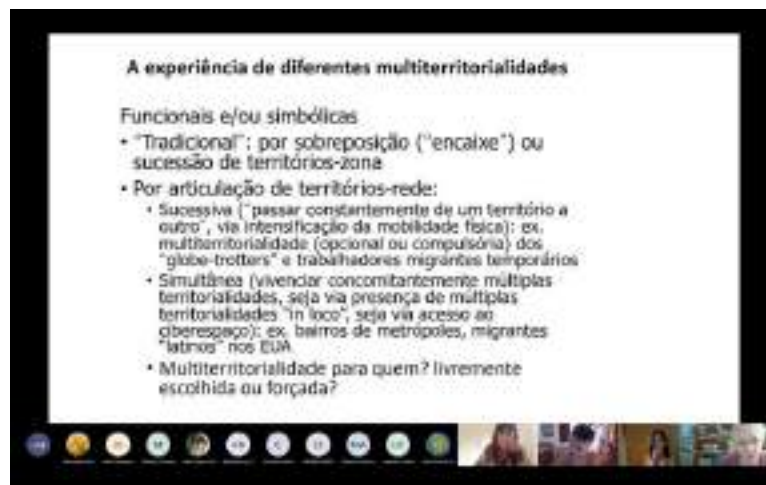 A experiência de diferentes multiterritorialidades
Funcionais e/ou simbólicas
• "Tradicional": por sobreposição ("encaixe") ou
sucessão de territórios-zona
• Por articulação de territórios-rede:
• Sucessiva ("passar constantemente de um território a
outro", via intensificação da mobilidade física): ex.
multiterritorialidade (opcional ou compulsória) dos
"globe-trotters" e trabalhadores migrantes temporários
• Simultânea (vivenciar concomitantemente múltiplas
territorialidades, seja via presença de múltiplas
territorialidades "in loco", seja via acesso ao
ciberespaço): ex. bairros de metrópoles, migrantes
"latinos" nos EUA
• Multiterritorialidade para quem? livremente
escolhida ou forçada?